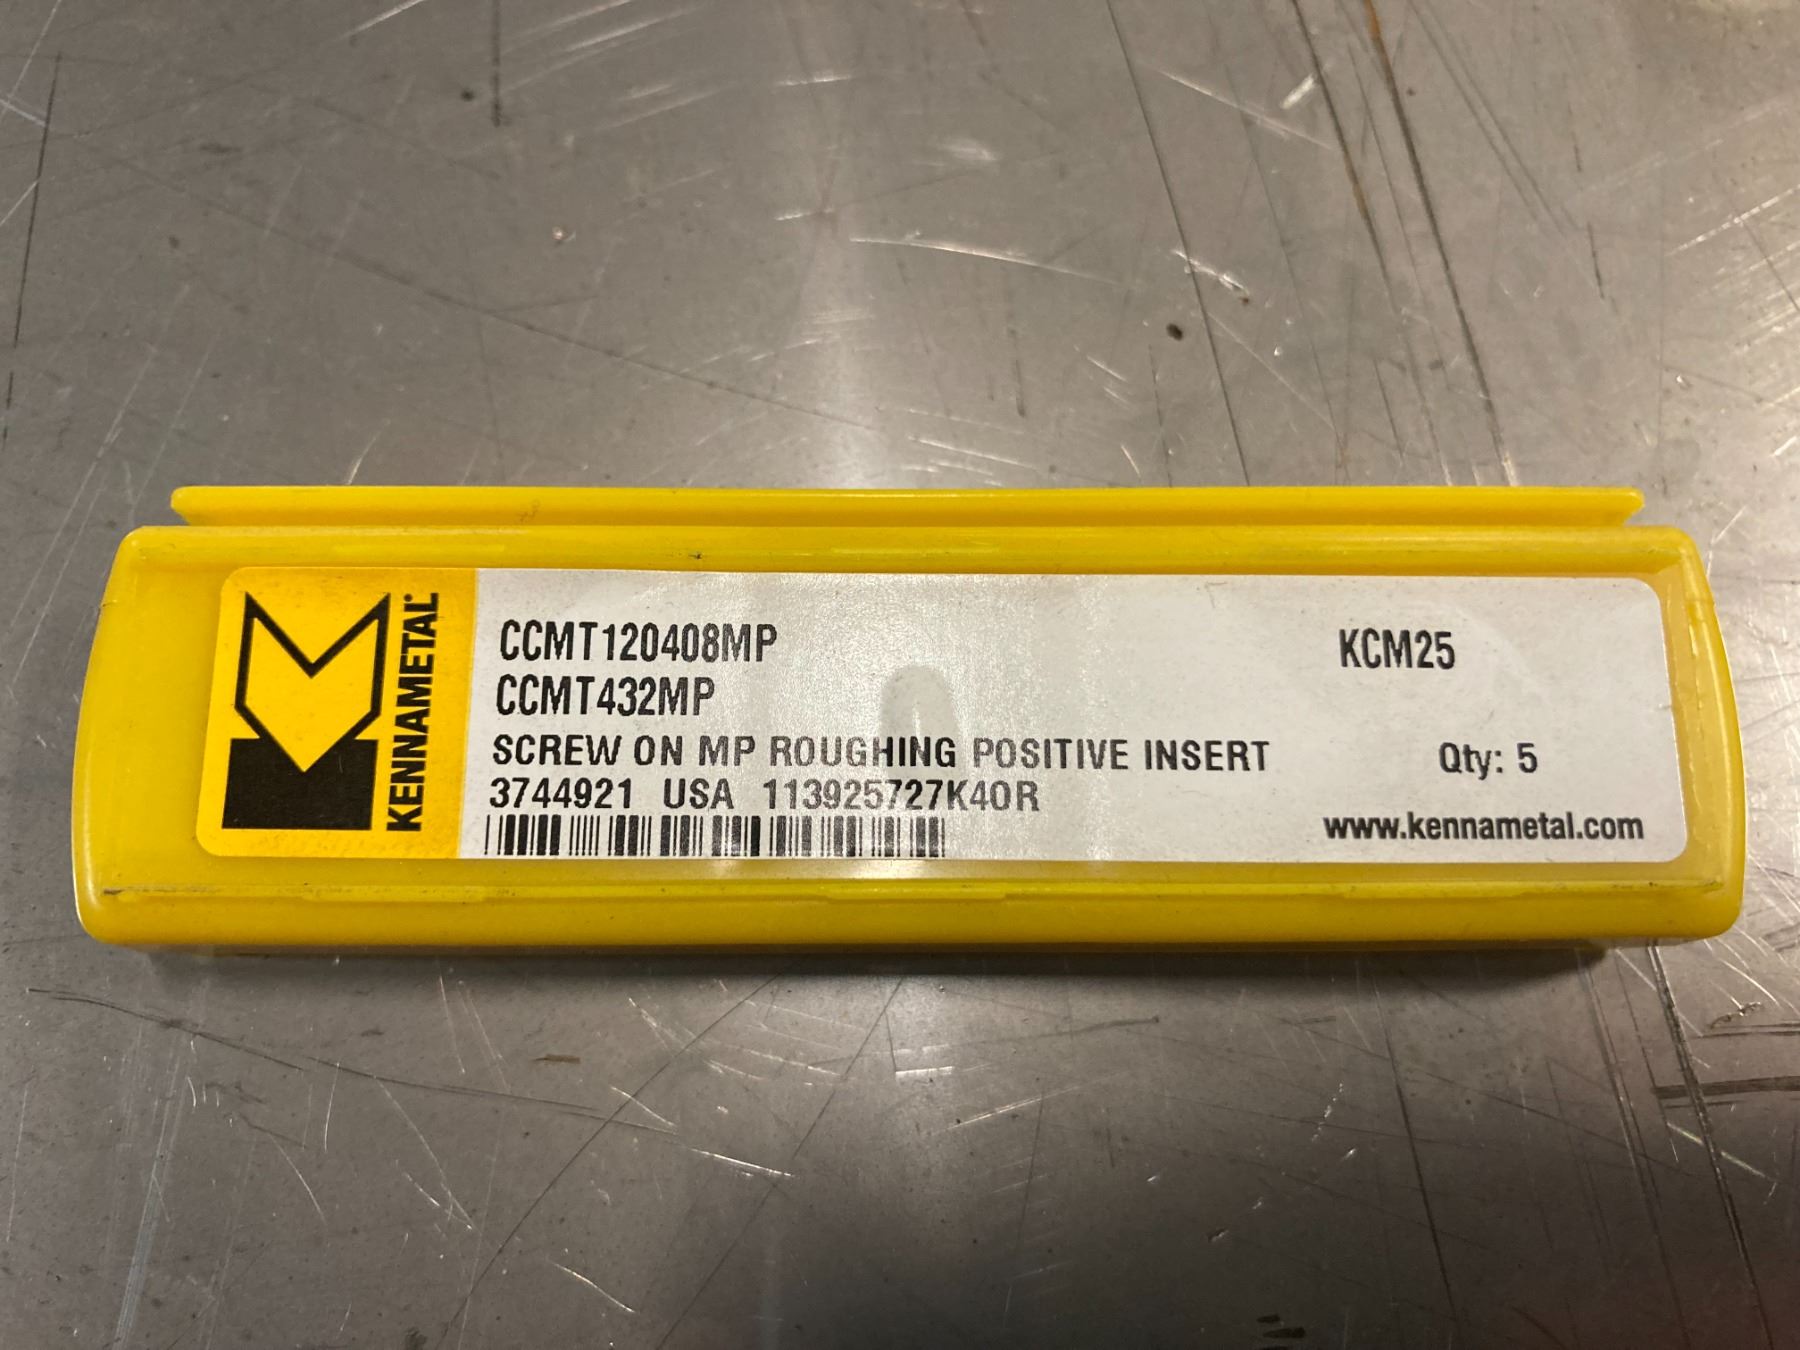 KENNAMETAL®
CCMT120408MP
KCM25
CCMT432MP
SCREW ON MP ROUGHING POSITIVE INSERT
Qty: 5
3744921 USA 113925727K40R
www.kennametal.com